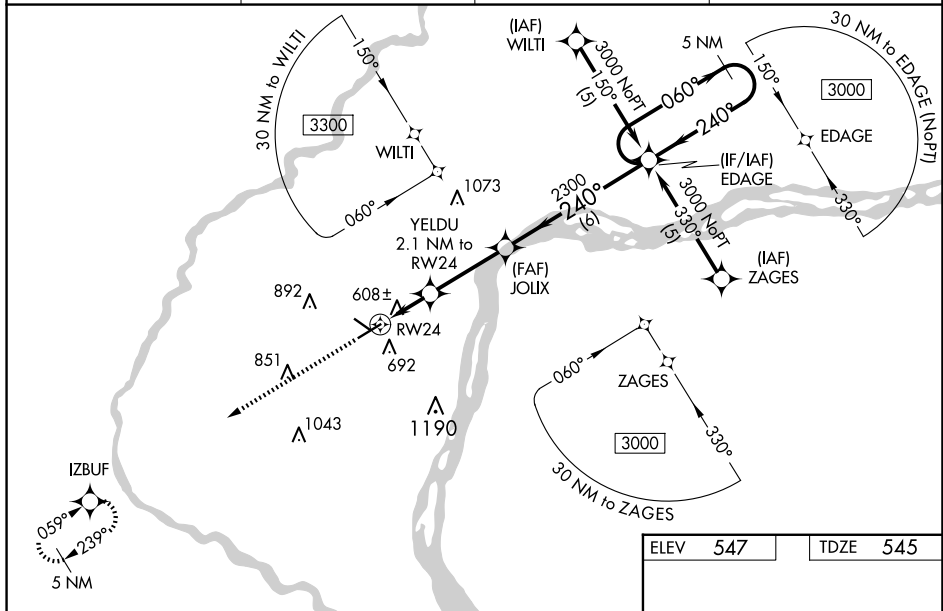 30 NM to WILTI
150°
3300
WILTI
060°
(IAF)
WILTI
3000 NoPT
150°
(5)
5 NM
060°
240°
30 NM to EDAGE (NoPT)
150°
3000
EDAGE
330°
(IF/IAF)
EDAGE
2300
240°
(6)
3000 NoPT
330°
(5)
(IAF)
ZAGES
1073
YELDU
2.1 NM to
RW24
(FAF)
JOLIX
892
608±
RW24
692
851
1043
1190
060°
ZAGES
3000
330°
30 NM to ZAGES
IZBUF
059°
239°
5 NM
ELEV 547
TDZE 545